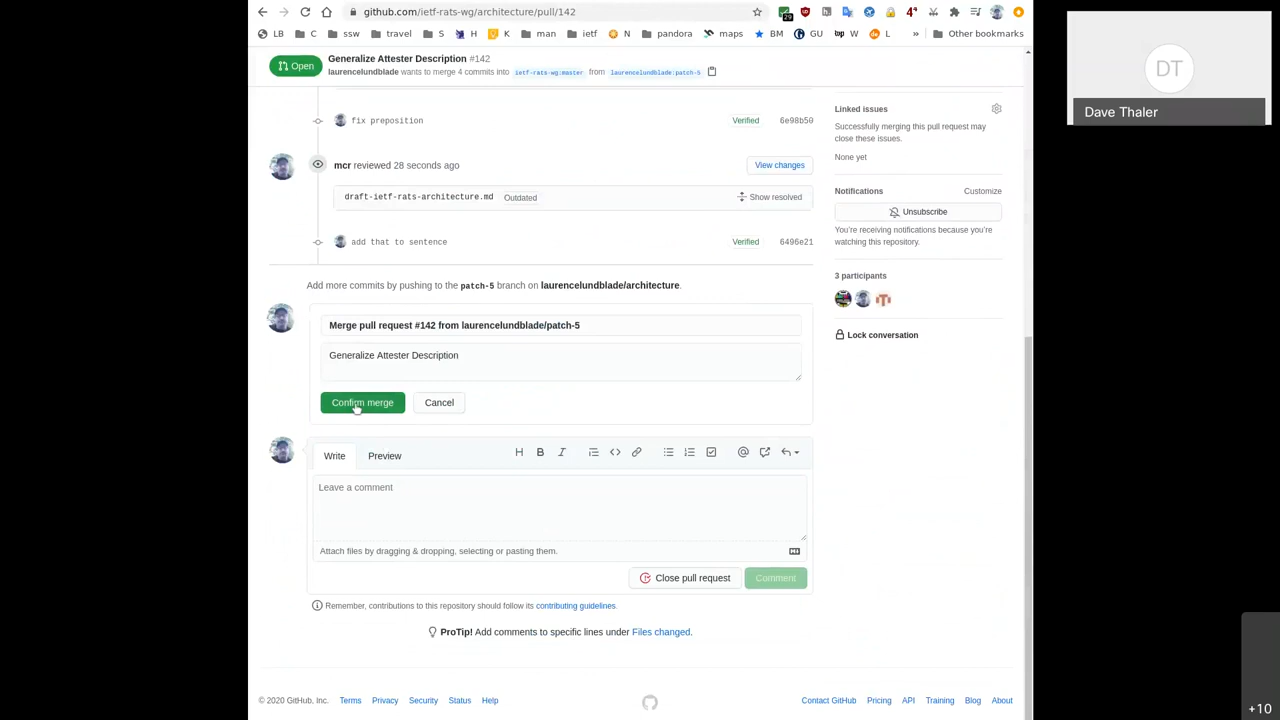 github.com/ietf-rats-wg/architecture/pull/142
29
4⁹
LB C ssw travel S H K man ietf N pandora maps BM GU W L » Other bookmarks
Open
Generalize Attester Description #142
laurencelundblade wants to merge 4 commits into ietf-rats-wg:master from laurencelundblade:patch-5
fix preposition Verified 6e98b50
mcr reviewed 28 seconds ago View changes
draft-ietf-rats-architecture.md Outdated Show resolved
add that to sentence Verified 6496e21
Add more commits by pushing to the patch-5 branch on laurencelundblade/architecture.
Merge pull request #142 from laurencelundblade/patch-5
Generalize Attester Description
Confirm merge Cancel
Write Preview
Leave a comment
Attach files by dragging & dropping, selecting or pasting them.
Close pull request Comment
Remember, contributions to this repository should follow its contributing guidelines.
ProTip! Add comments to specific lines under Files changed.
Linked issues
Successfully merging this pull request may
close these issues.
None yet
Notifications Customize
Unsubscribe
You're receiving notifications because you're
watching this repository.
3 participants
Lock conversation
© 2020 GitHub, Inc. Terms Privacy Security Status Help Contact GitHub Pricing API Training Blog About
DT
Dave Thaler
+10